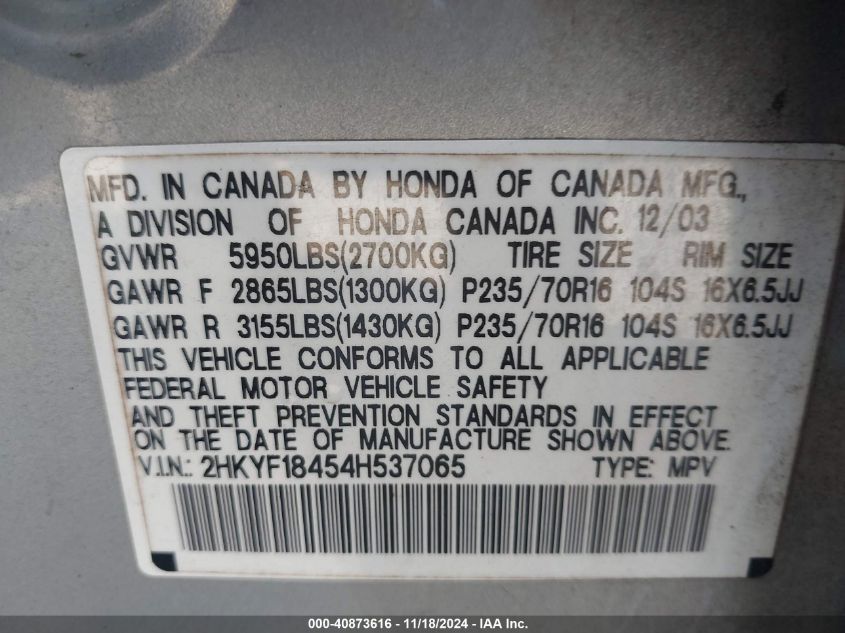 MFD. IN CANADA BY HONDA OF CANADA MFG.,
A DIVISION OF HONDA CANADA INC. 12/03
GVWR 5950LBS(2700KG) TIRE SIZE RIM SIZE
GAWR F 2865LBS(1300KG) P235/70R16 104S 16X6.5JJ
GAWR R 3155LBS(1430KG) P235/70R16 104S 16X6.5JJ
THIS VEHICLE CONFORMS TO ALL APPLICABLE
FEDERAL MOTOR VEHICLE SAFETY
AND THEFT PREVENTION STANDARDS IN EFFECT
ON THE DATE OF MANUFACTURE SHOWN ABOVE.
V.I.N.: 2HKYF18454H537065 TYPE: MPV
000-40873616 - 11/18/2024 - IAA Inc.